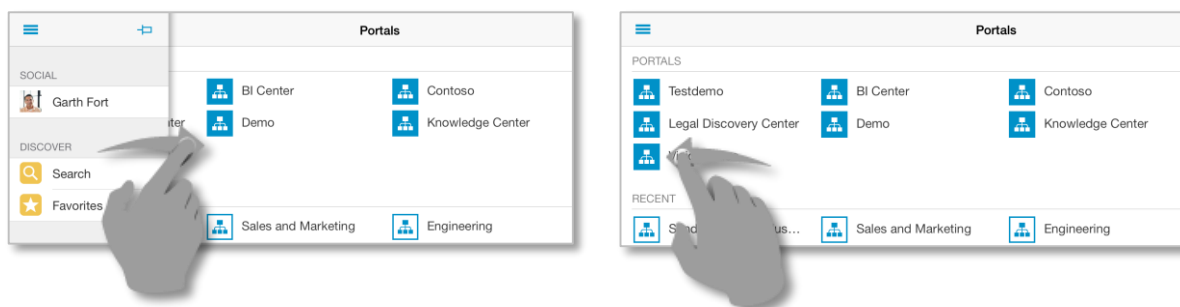 Portals
SOCIAL
Garth Fort
DISCOVER
Search
Favorites
BI Center
Contoso
Demo
Knowledge Center
Sales and Marketing
Engineering
Portals
PORTALS
Testdemo
BI Center
Contoso
Legal Discovery Center
Demo
Knowledge Center
RECENT
Sales and Marketing
Engineering